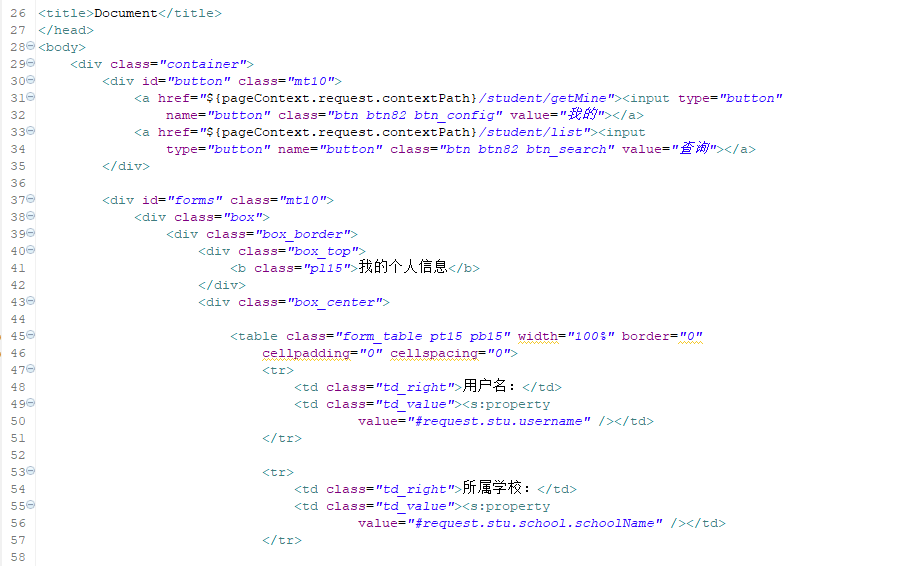 26 <title>Document</title>
27 </head>
28 <body>
29 <div class="container">
30 <div id="button" class="mt10">
31 <a href="${pageContext.request.contextPath}/student/getMine"><input type="button"
32 name="button" class="btn btn82 btn_config" value="我的"></a>
33 <a href="${pageContext.request.contextPath}/student/list"><input
34 type="button" name="button" class="btn btn82 btn_search" value="查询"></a>
35 </div>
36
37 <div id="forms" class="mt10">
38 <div class="box">
39 <div class="box_border">
40 <div class="box_top">
41 <b class="pl15">我的个人信息</b>
42 </div>
43 <div class="box_center">
44
45 <table class="form_table pt15 pb15" width="100%" border="0"
46 cellpadding="0" cellspacing="0">
47 <tr>
48 <td class="td_right">用户名：</td>
49 <td class="td_value"><s:property
50 value="#request.stu.username" /></td>
51 </tr>
52
53 <tr>
54 <td class="td_right">所属学校：</td>
55 <td class="td_value"><s:property
56 value="#request.stu.school.schoolName" /></td>
57 </tr>
58